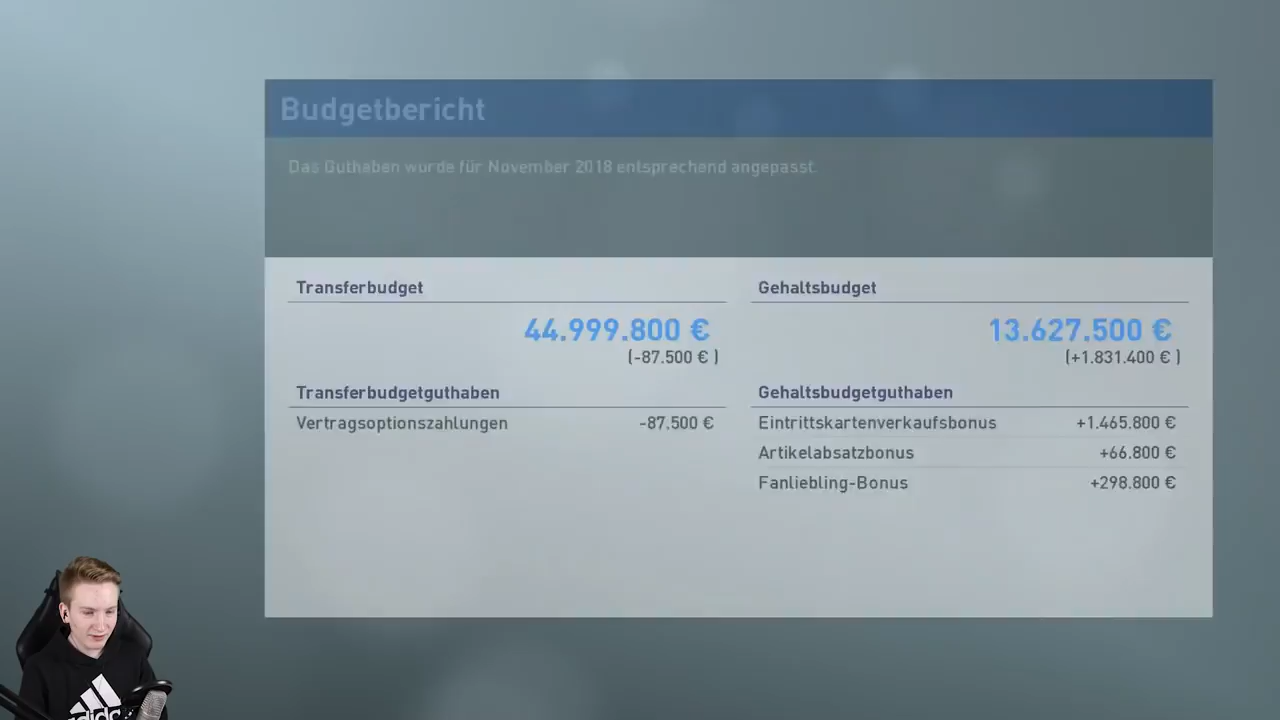 Budgetbericht
Das Guthaben wurde für November 2018 entsprechend angepasst.
Transferbudget
44.999.800 €
(-87.500 € )
Transferbudgetguthaben
Vertragsoptionszahlungen -87.500 €
Gehaltsbudget
13.627.500 €
(+1.831.400 € )
Gehaltsbudgetguthaben
Eintrittskartenverkaufsbonus +1.465.800 €
Artikelabsatzbonus +66.800 €
Fanliebling-Bonus +298.800 €
adidas